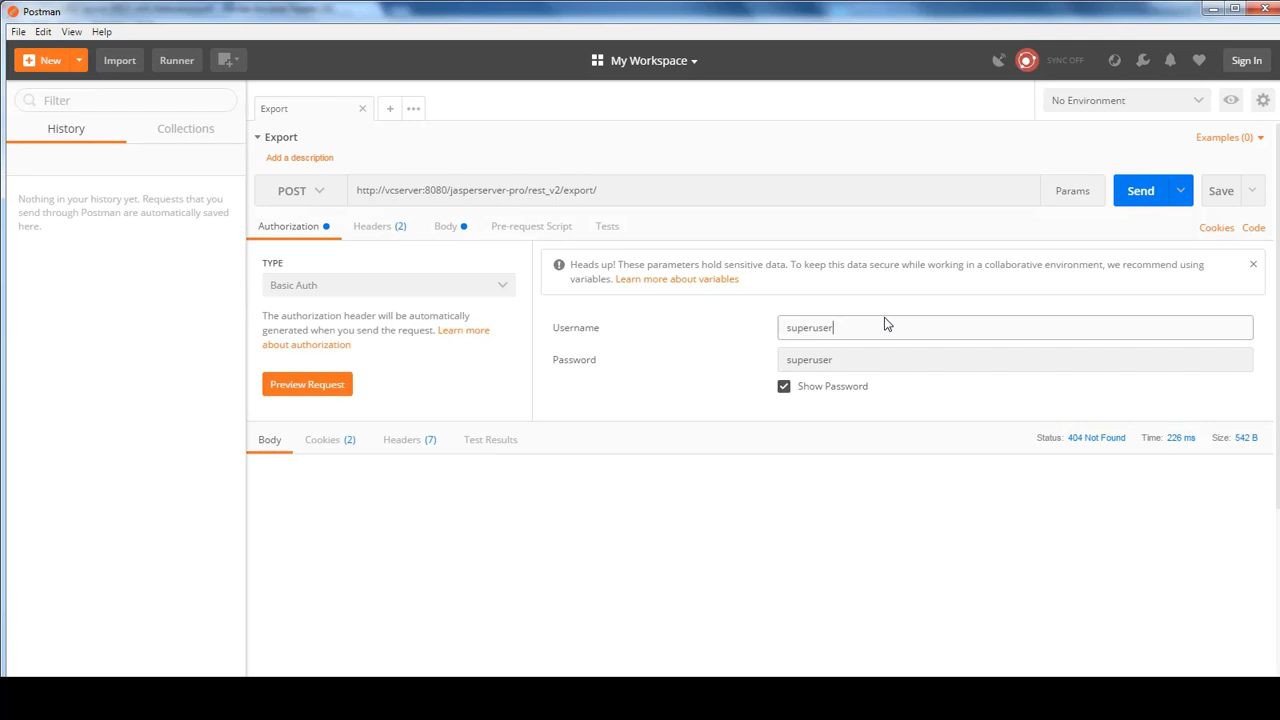 Postman
File Edit View Help
New Import Runner My Workspace SYNC OFF Sign In
Filter
History Collections
Nothing in your history yet. Requests that you
send through Postman are automatically saved
here.
Export
No Environment
Export
Examples (0)
Add a description
POST http://vcserver:8080/jasperserver-pro/rest_v2/export/ Params Send Save
Authorization Headers (2) Body Pre-request Script Tests Cookies Code
TYPE
Basic Auth
The authorization header will be automatically
generated when you send the request. Learn more
about authorization
Preview Request
Heads up! These parameters hold sensitive data. To keep this data secure while working in a collaborative environment, we recommend using
variables. Learn more about variables
Username superuser
Password superuser
Show Password
Body Cookies (2) Headers (7) Test Results Status: 404 Not Found Time: 226 ms Size: 542 B